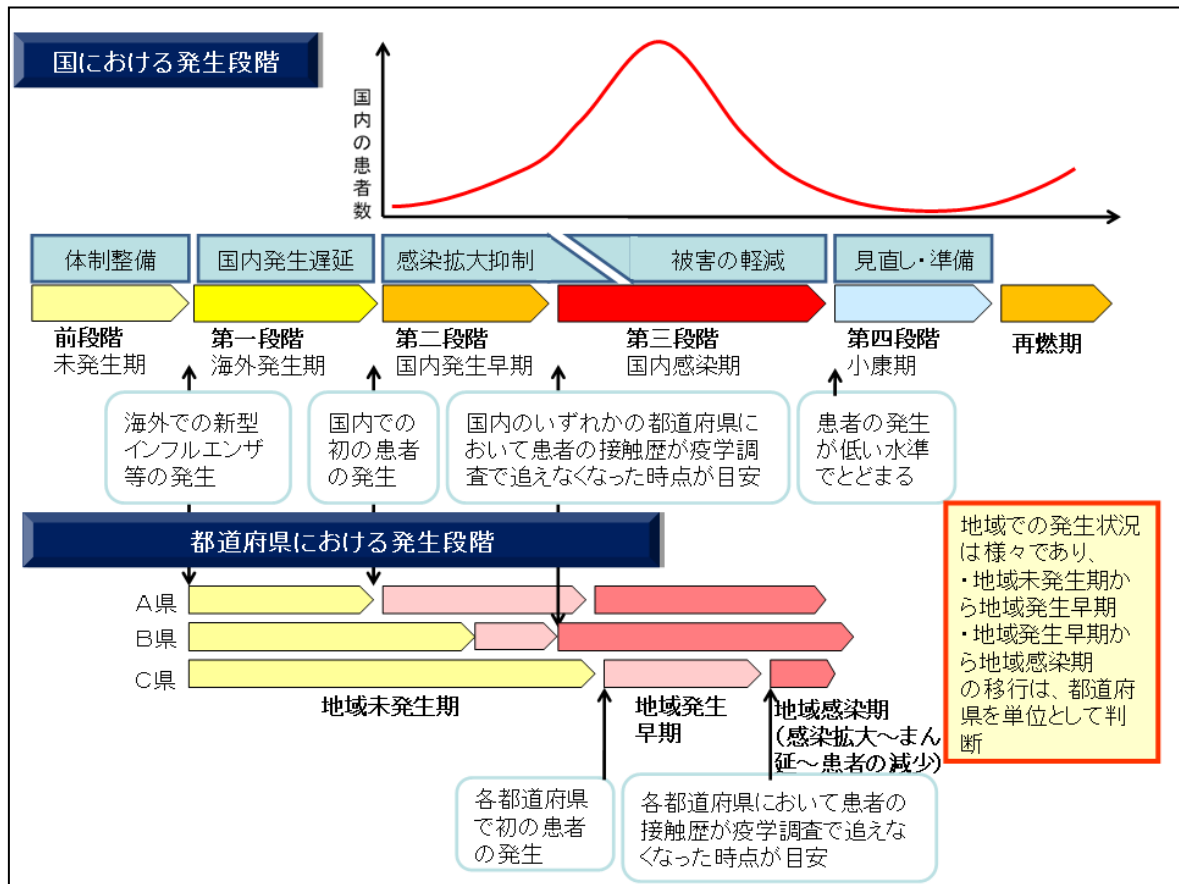 国における発生段階
国内の患者数
体制整備
国内発生遅延
感染拡大抑制
被害の軽減
見直し・準備
前段階
未発生期
第一段階
海外発生期
第二段階
国内発生早期
第三段階
国内感染期
第四段階
小康期
再燃期
海外での新型
インフルエンザ
等の発生
国内での
初の患者
の発生
国内のいずれかの都道府県に
おいて患者の接触歴が疫学調
査で追えなくなった時点が目安
患者の発生
が低い水準
でとどまる
都道府県における発生段階
A県
B県
C県
地域未発生期
地域発生
早期
地域感染期
(感染拡大～まん
延～患者の減少)
地域での発生状況
は様々であり、
・地域未発生期か
ら地域発生早期
・地域発生早期か
ら地域感染期
の移行は、都道府
県を単位として判
断
各都道府県
で初の患者
の発生
各都道府県において患者の
接触歴が疫学調査で追えな
くなった時点が目安